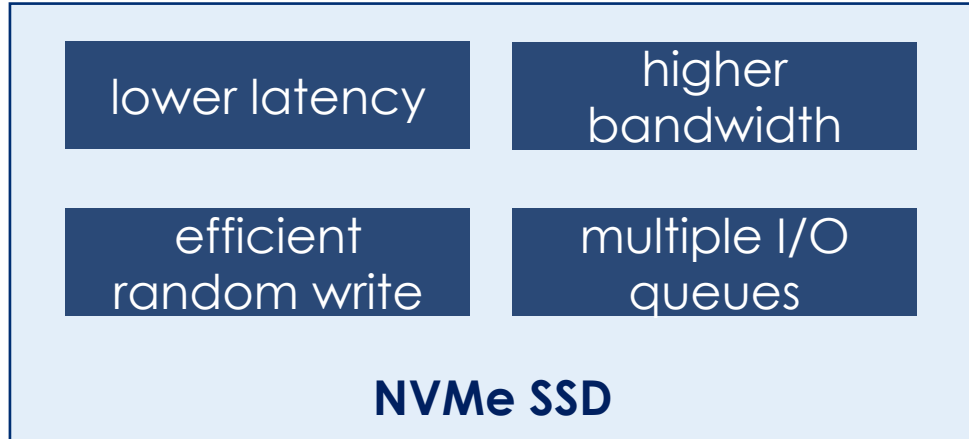 lower latency
higher
bandwidth
efficient
random write
multiple I/O
queues
NVMe SSD